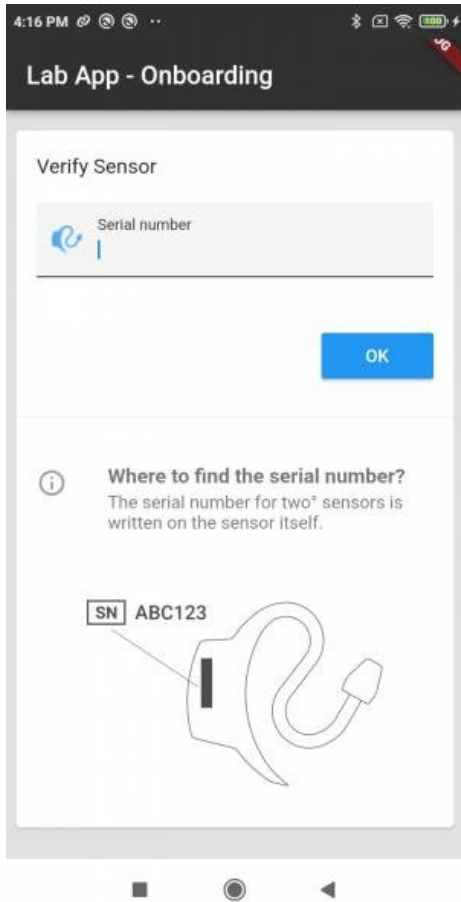 4:16 PM
100
Lab App - Onboarding
Verify Sensor
Serial number
OK
Where to find the serial number?
The serial number for two° sensors is
written on the sensor itself.
SN ABC123